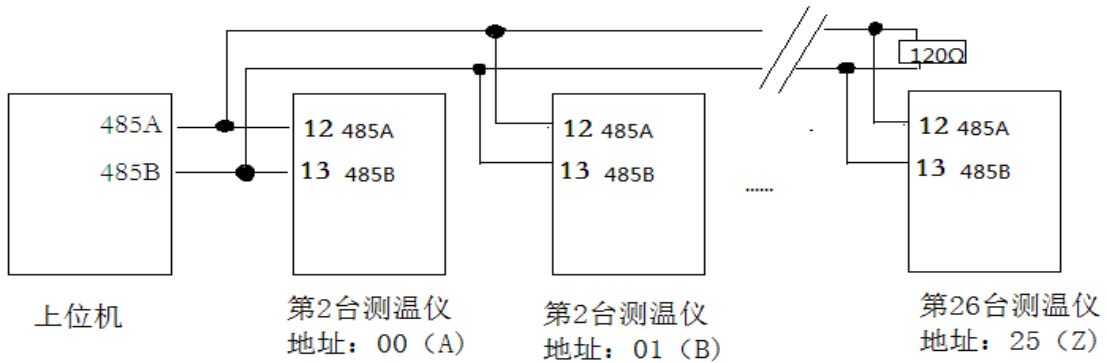 120Ω
485A
485B
12 485A
13 485B
12 485A
13 485B
......
12 485A
13 485B
上位机
第2台测温仪
地址：00（A）
第2台测温仪
地址：01（B）
第26台测温仪
地址：25（Z）